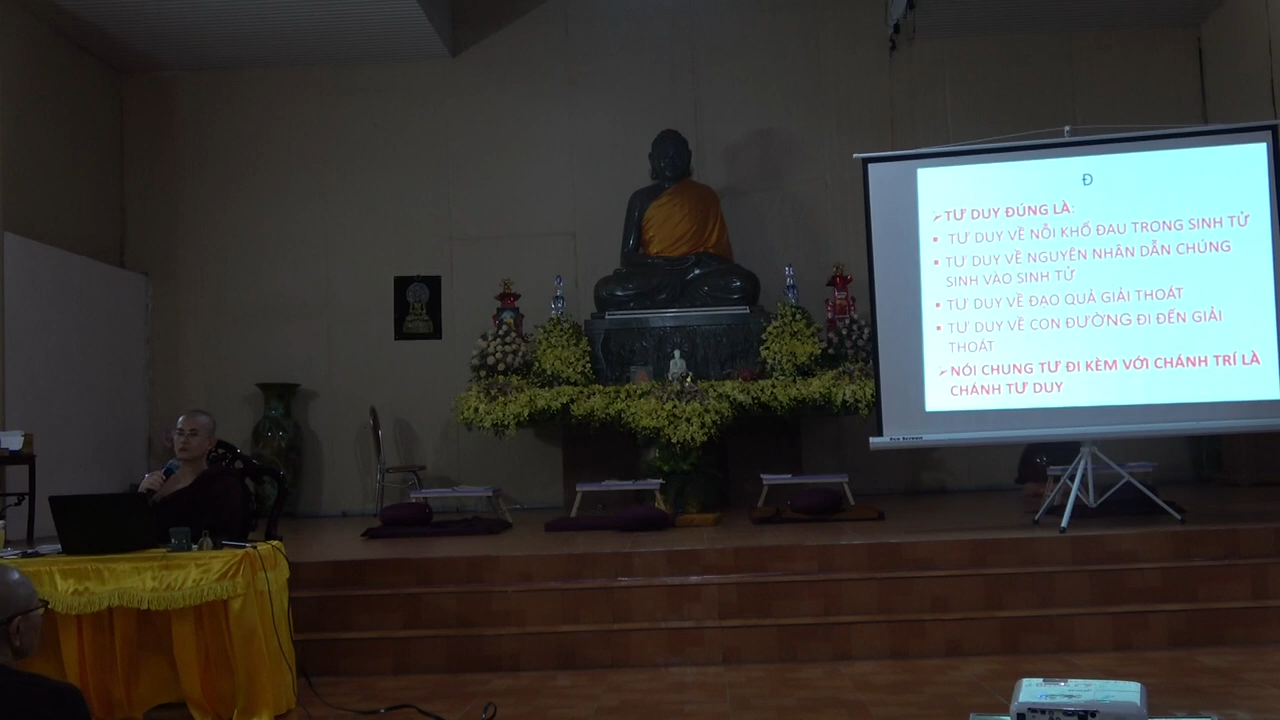 Đ
➢TƯ DUY ĐÚNG LÀ:
▪ TƯ DUY VỀ NỖI KHỔ ĐAU TRONG SINH TỬ
▪ TƯ DUY VỀ NGUYÊN NHÂN DẪN CHÚNG
SINH VÀO SINH TỬ
▪ TƯ DUY VỀ ĐẠO QUẢ GIẢI THOÁT
▪ TƯ DUY VỀ CON ĐƯỜNG ĐI ĐẾN GIẢI
THOÁT
➢NÓI CHUNG TƯ ĐI KÈM VỚI CHÁNH TRÍ LÀ
CHÁNH TƯ DUY